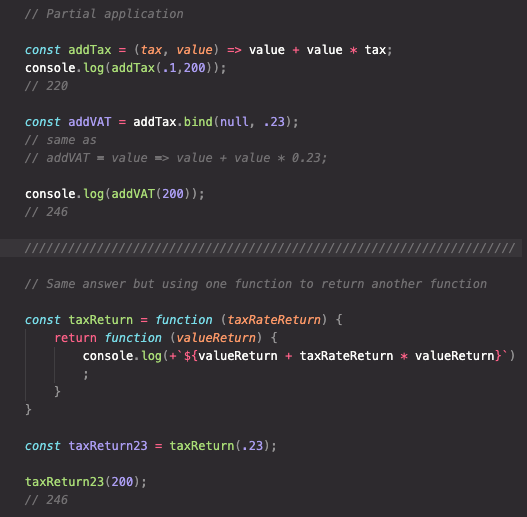 // Partial application
const addTax = (tax, value) => value + value * tax;
console.log(addTax(.1,200));
// 220
const addVAT = addTax.bind(null, .23);
// same as
// addVAT = value => value + value * 0.23;
console.log(addVAT(200));
// 246
////////////////////////////////////////////////////////////////////
// Same answer but using one function to return another function
const taxReturn = function (taxRateReturn) {
return function (valueReturn) {
console.log(+`${valueReturn + taxRateReturn * valueReturn}`)
;
}
}
const taxReturn23 = taxReturn(.23);
taxReturn23(200);
// 246